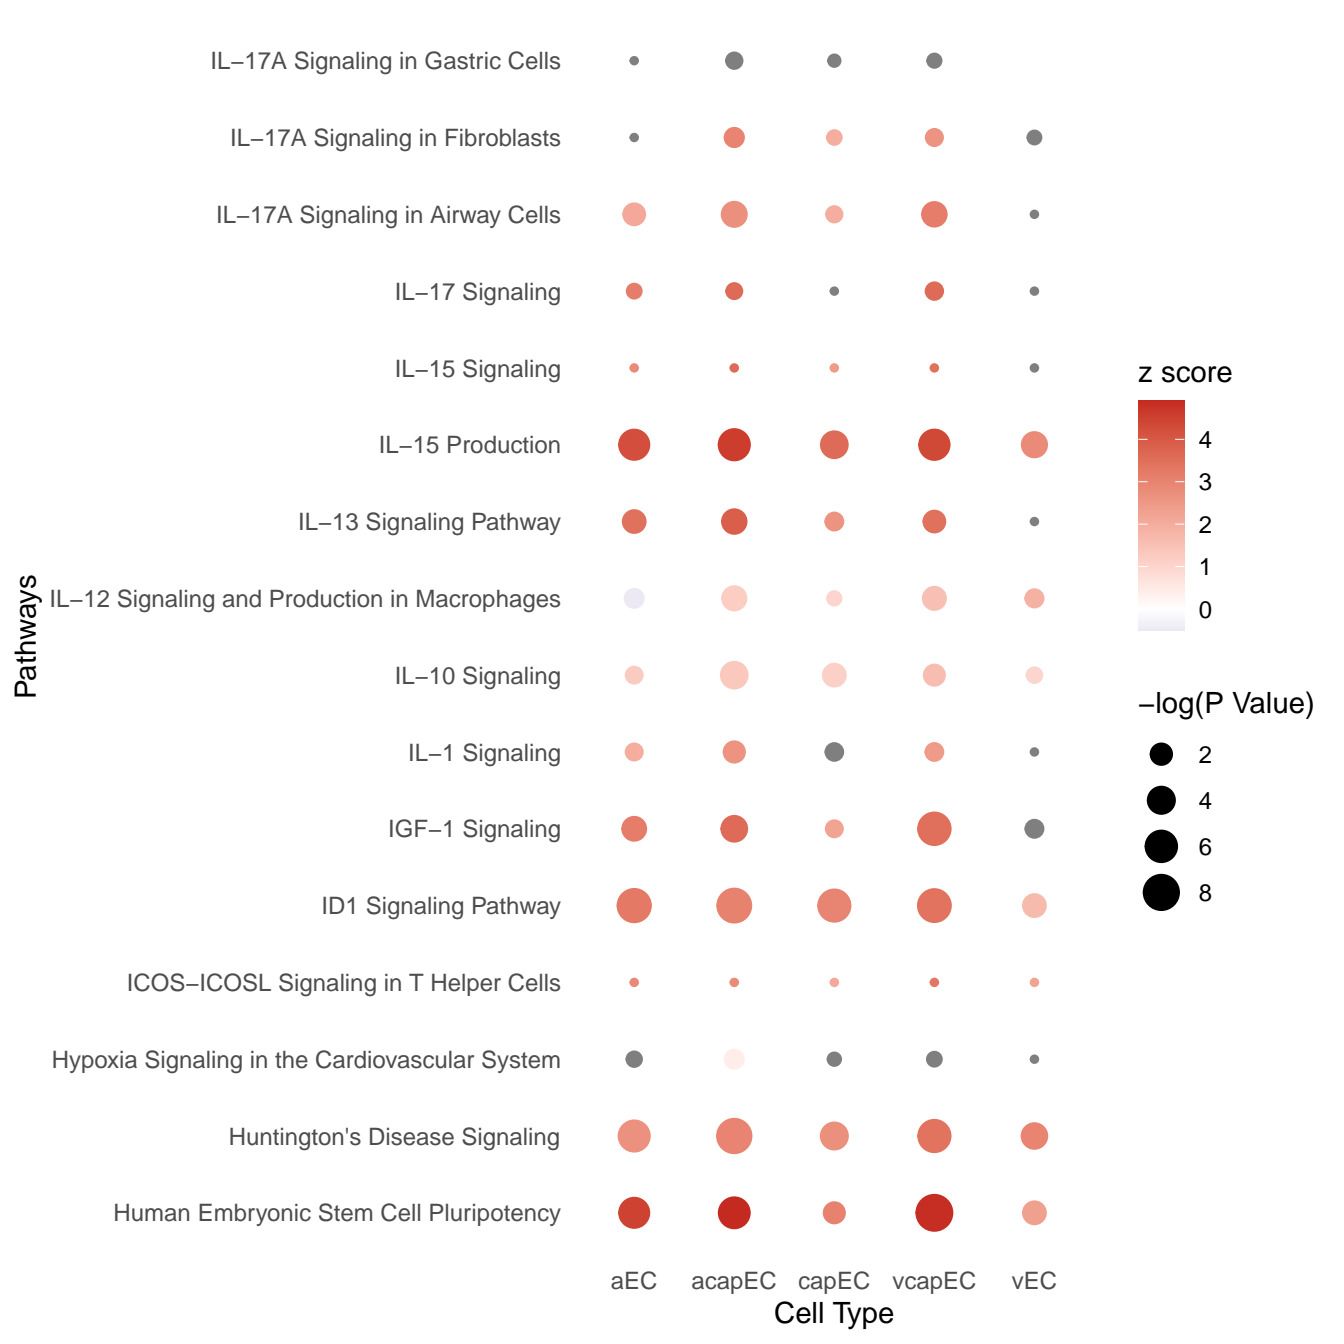 IL−17A Signaling in Gastric Cells
IL−17A Signaling in Fibroblasts
IL−17A Signaling in Airway Cells
IL−17 Signaling
IL−15 Signaling
IL−15 Production
IL−13 Signaling Pathway
IL−12 Signaling and Production in Macrophages
IL−10 Signaling
IL−1 Signaling
IGF−1 Signaling
ID1 Signaling Pathway
ICOS−ICOSL Signaling in T Helper Cells
Hypoxia Signaling in the Cardiovascular System
Huntington's Disease Signaling
Human Embryonic Stem Cell Pluripotency
Pathways
aEC acapEC capEC vcapEC vEC
Cell Type
z score
4
3
2
1
0
−log(P Value)
2
4
6
8